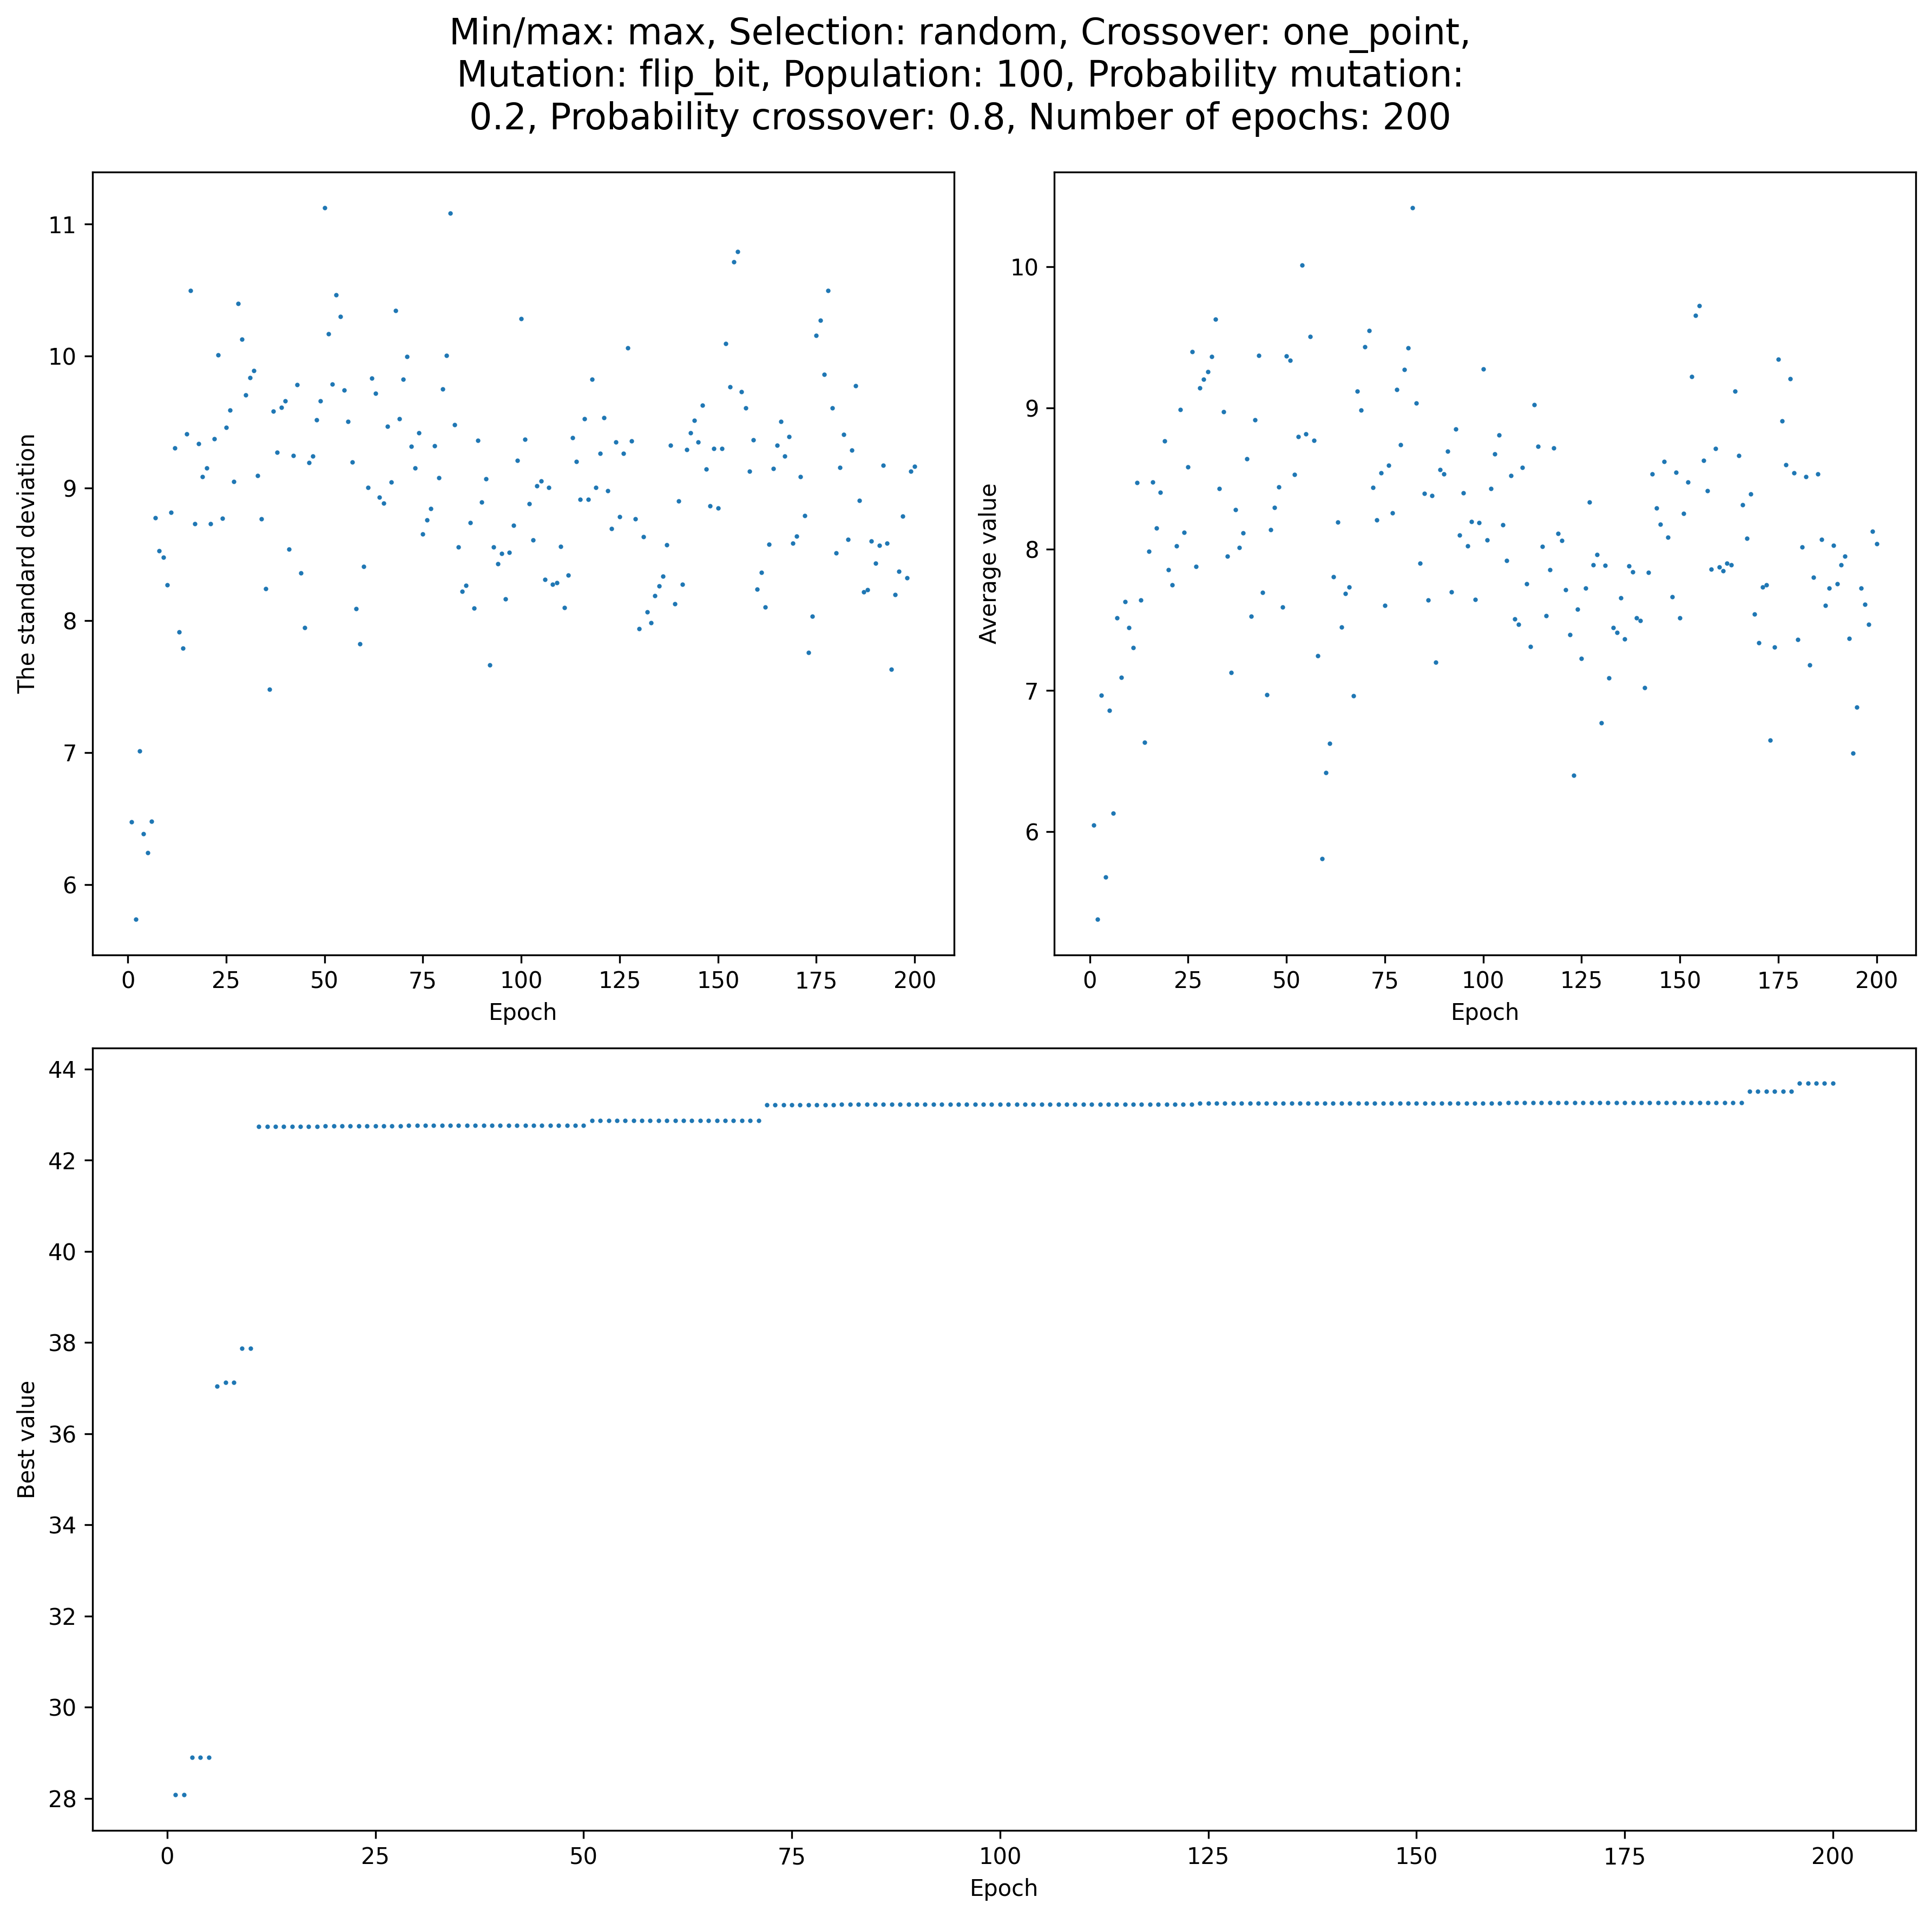 Min/max: max, Selection: random, Crossover: one_point,
Mutation: flip_bit, Population: 100, Probability mutation:
0.2, Probability crossover: 0.8, Number of epochs: 200
11
10
9
8
7
6
The standard deviation
0 25 50 75 100 125 150 175 200
Epoch
10
9
8
7
6
Average value
0 25 50 75 100 125 150 175 200
Epoch
44
42
40
38
36
34
32
30
28
Best value
0 25 50 75 100 125 150 175 200
Epoch